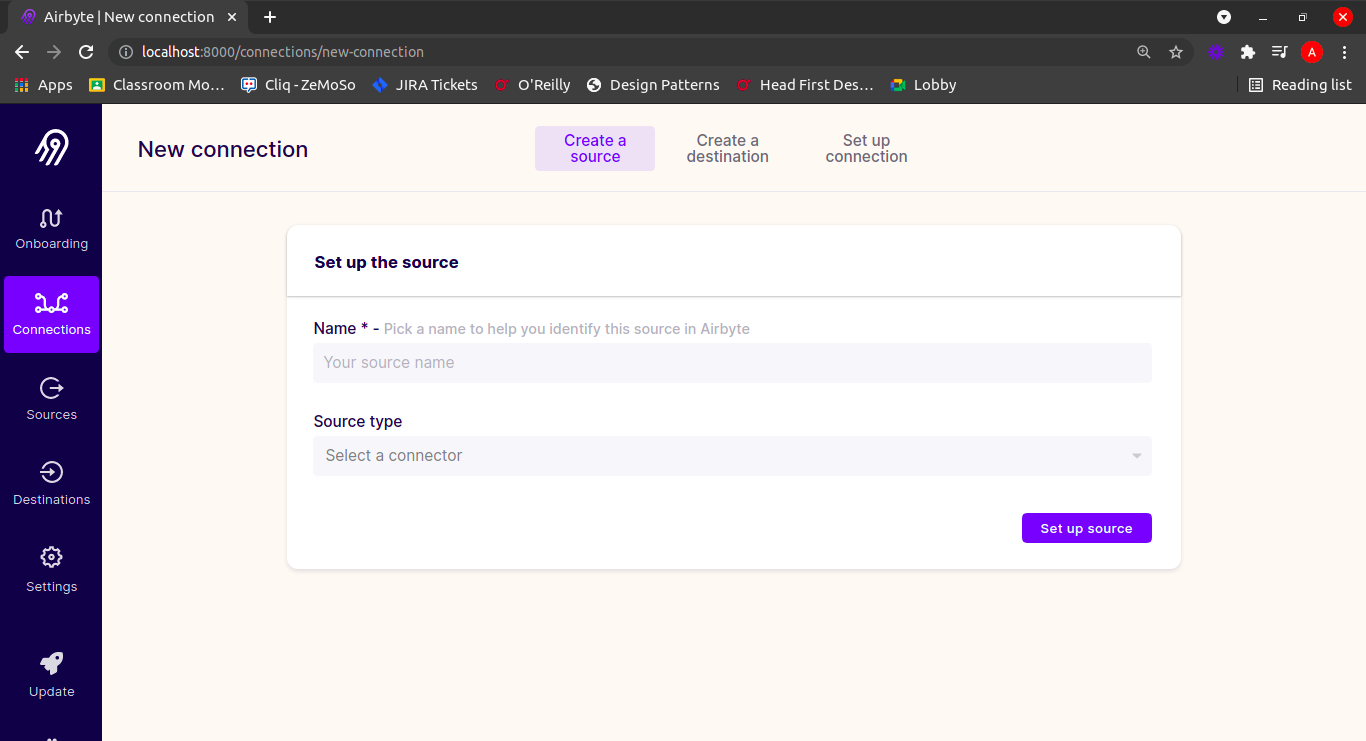 Airbyte | New connection
localhost:8000/connections/new-connection
A
Apps Classroom Mo... Cliq - ZeMoSo JIRA Tickets O'Reilly Design Patterns Head First Des... Lobby Reading list
New connection
Create a
source
Create a
destination
Set up
connection
Onboarding
Connections
Sources
Destinations
Settings
Update
Set up the source
Name * - Pick a name to help you identify this source in Airbyte
Your source name
Source type
Select a connector
Set up source